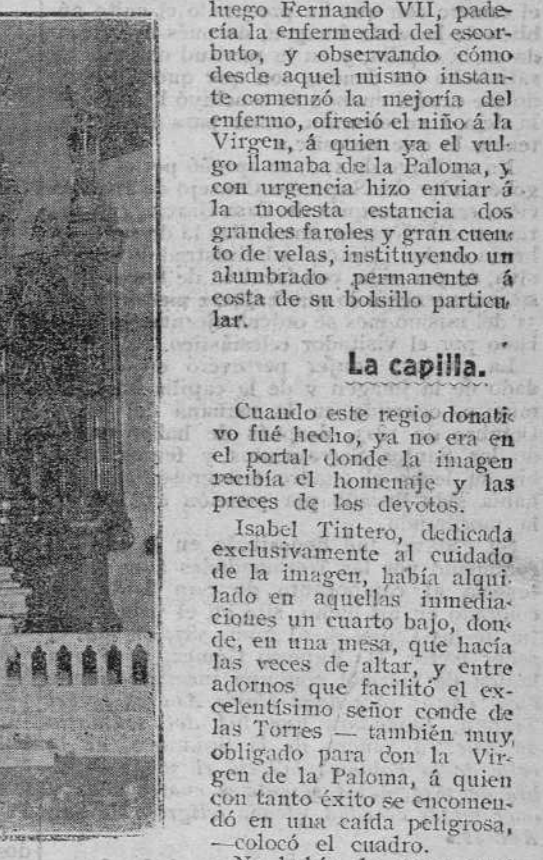 luego Fernando VII, pade-
cía la enfermedad del escor-
buto, y observando cómo
desde aquel mismo instan-
te comenzó la mejoría del
enfermo, ofreció el niño á la
Virgen, á quien ya el vul-
go llamaba de la Paloma, y
con urgencia hizo enviar á
la modesta estancia dos
grandes faroles y gran cuen-
to de velas, instituyendo un
alumbrado permanente á
costa de su bolsillo particu
lar.
La capilla.
Cuando este regio donati-
vo fué hecho, ya no era en
el portal donde la imagen
recibía el homenaje y las
preces de los devotos.
Isabel Tintero, dedicada
exclusivamente al cuidado
de la imagen, había alqui-
lado en aquellas inmedia-
ciones un cuarto bajo, don-
de, en una mesa, que hacía
las veces de altar, y entre
adornos que facilitó el ex-
celentísimo señor conde de
las Torres — también muy
obligado para con la Vir-
gen de la Paloma, á quien
con tanto éxito se encomen-
dó en una caída peligrosa,
—colocó el cuadro.